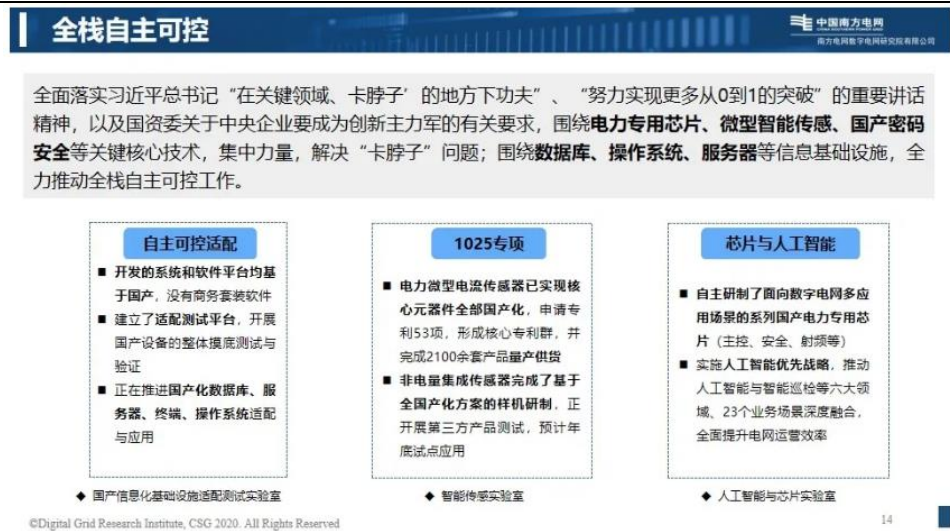 全栈自主可控
中国南方电网
南方电网数字电网研究院有限公司
全面落实习近平总书记“在关键领域、卡脖子’的地方下功夫”、“努力实现更多从0到1的突破”的重要讲话
精神，以及国资委关于中央企业要成为创新主力军的有关要求，围绕电力专用芯片、微型智能传感、国产密码
安全等关键核心技术，集中力量，解决“卡脖子”问题；围绕数据库、操作系统、服务器等信息基础设施，全
力推动全栈自主可控工作。
自主可控适配
■ 开发的系统和软件平台均基
于国产，没有商务套装软件
■ 建立了适配测试平台，开展
国产设备的整体摸底测试与
验证
■ 正在推进国产化数据库、服
务器、终端、操作系统适配
与应用
◆ 国产信息化基础设施适配测试实验室
1025专项
■ 电力微型电流传感器已实现核
心元器件全部国产化，申请专
利53项，形成核心专利群，并
完成2100余套产品量产供货
■ 非电量集成传感器完成了基于
全国产化方案的样机研制，正
开展第三方产品测试，预计年
底试点应用
◆ 智能传感实验室
芯片与人工智能
■ 自主研制了面向数字电网多应
用场景的系列国产电力专用芯
片（主控、安全、射频等）
■ 实施人工智能优先战略，推动
人工智能与智能巡检等六大领
域、23个业务场景深度融合，
全面提升电网运营效率
◆ 人工智能与芯片实验室
©Digital Grid Research Institute, CSG 2020. All Rights Reserved
14